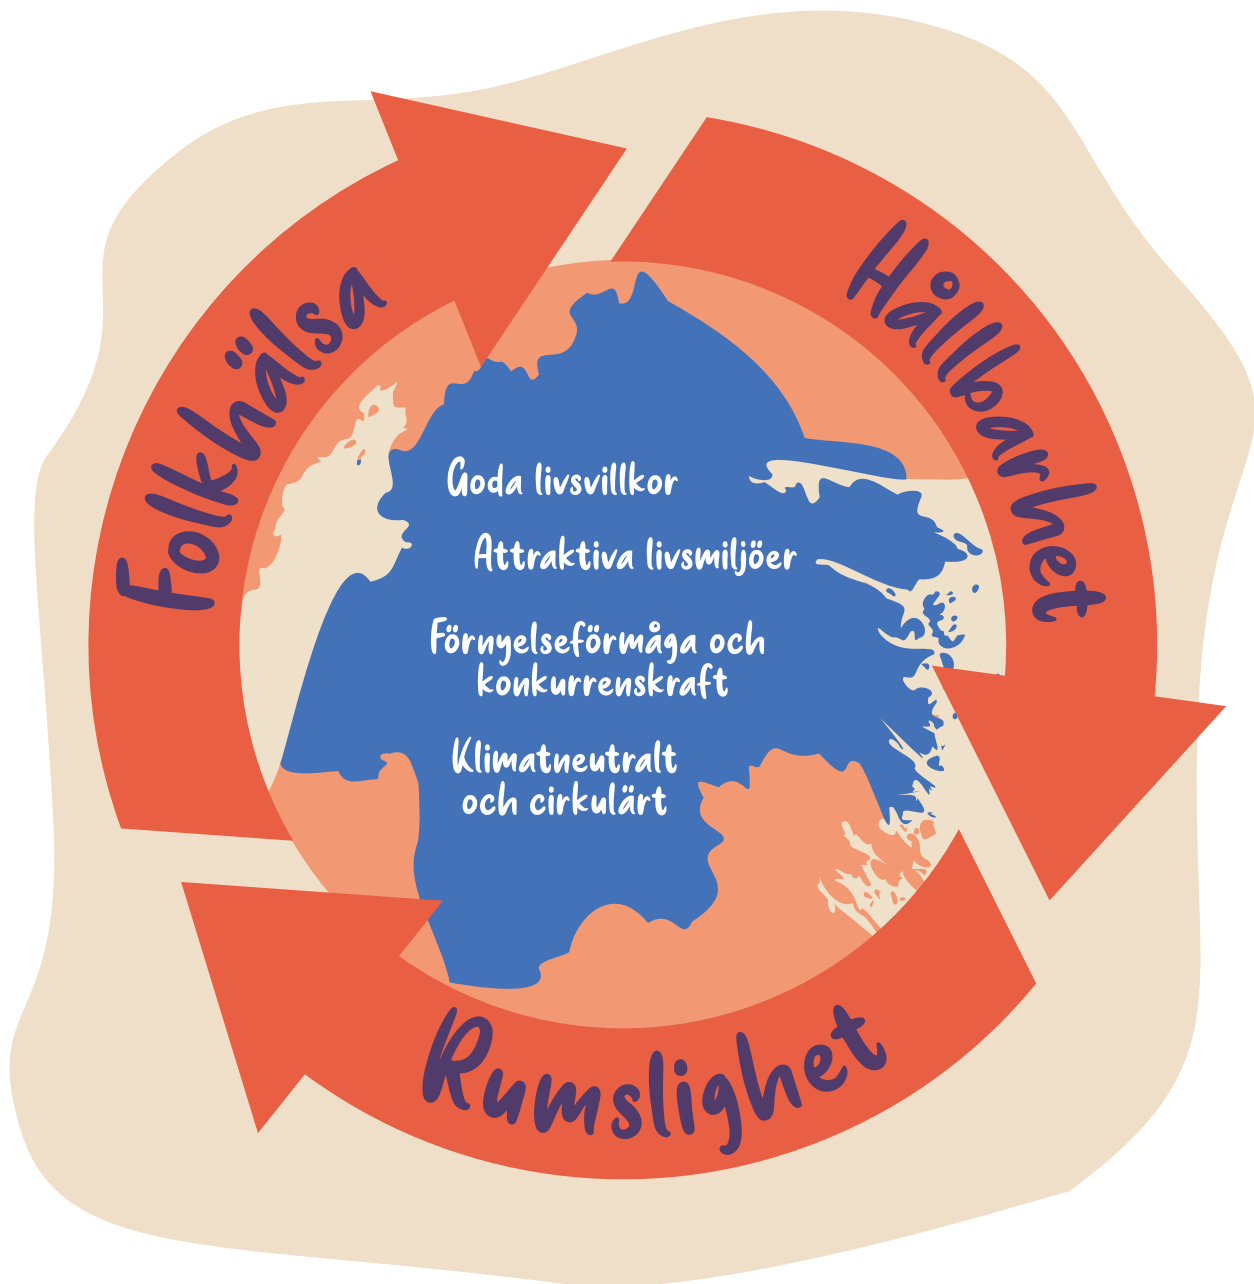 Folkhälsa
Hållbarhet
Goda livsvillkor
Attraktiva livsmiljöer
Förnyelseförmåga och
konkurrenskraft
Klimatneutralt
och cirkulärt
Rumslighet